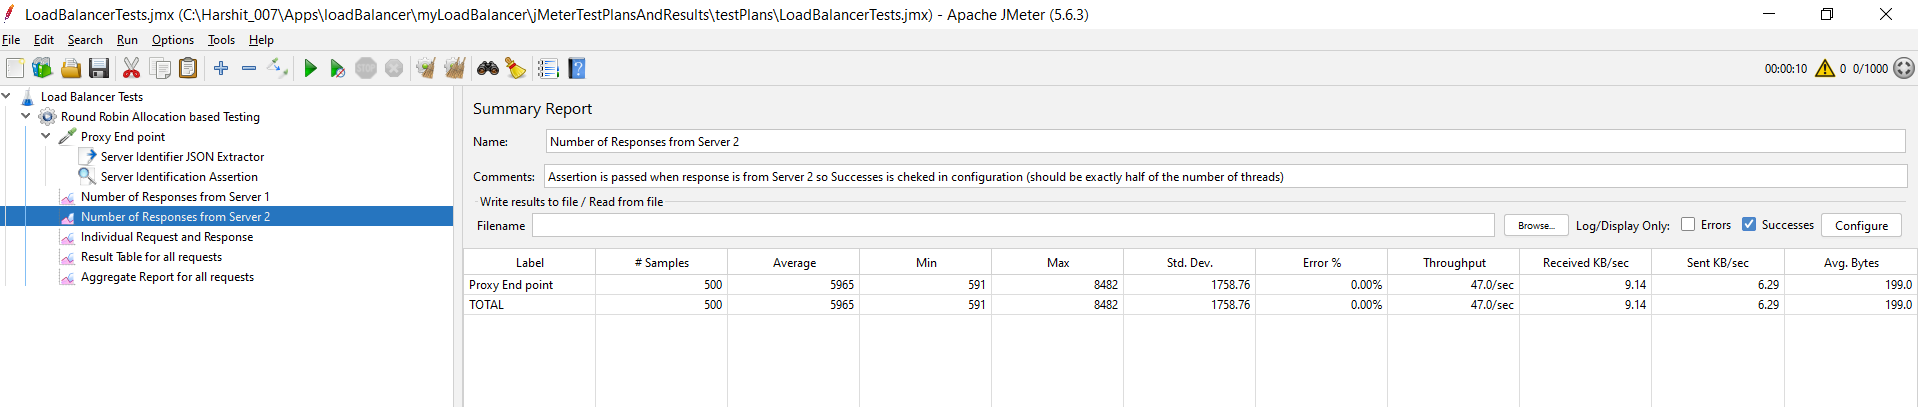 LoadBalancerTests.jmx (C:\Harshit_007\Apps\loadBalancer\myLoadBalancer\jMeterTestPlansAndResults\testPlans\LoadBalancerTests.jmx) - Apache JMeter (5.6.3)
File Edit Search Run Options Tools Help
STOP 00:00:10 0 0/1000
Load Balancer Tests
Round Robin Allocation based Testing
Proxy End point
Server Identifier JSON Extractor
Server Identification Assertion
Number of Responses from Server 1
Number of Responses from Server 2
Individual Request and Response
Result Table for all requests
Aggregate Report for all requests
Summary Report
Name: Number of Responses from Server 2
Comments: Assertion is passed when response is from Server 2 so Successes is cheked in configuration (should be exactly half of the number of threads)
Write results to file / Read from file
Filename Browse... Log/Display Only: Errors Successes Configure
Label # Samples Average Min Max Std. Dev. Error % Throughput Received KB/sec Sent KB/sec Avg. Bytes
Proxy End point 500 5965 591 8482 1758.76 0.00% 47.0/sec 9.14 6.29 199.0
TOTAL 500 5965 591 8482 1758.76 0.00% 47.0/sec 9.14 6.29 199.0